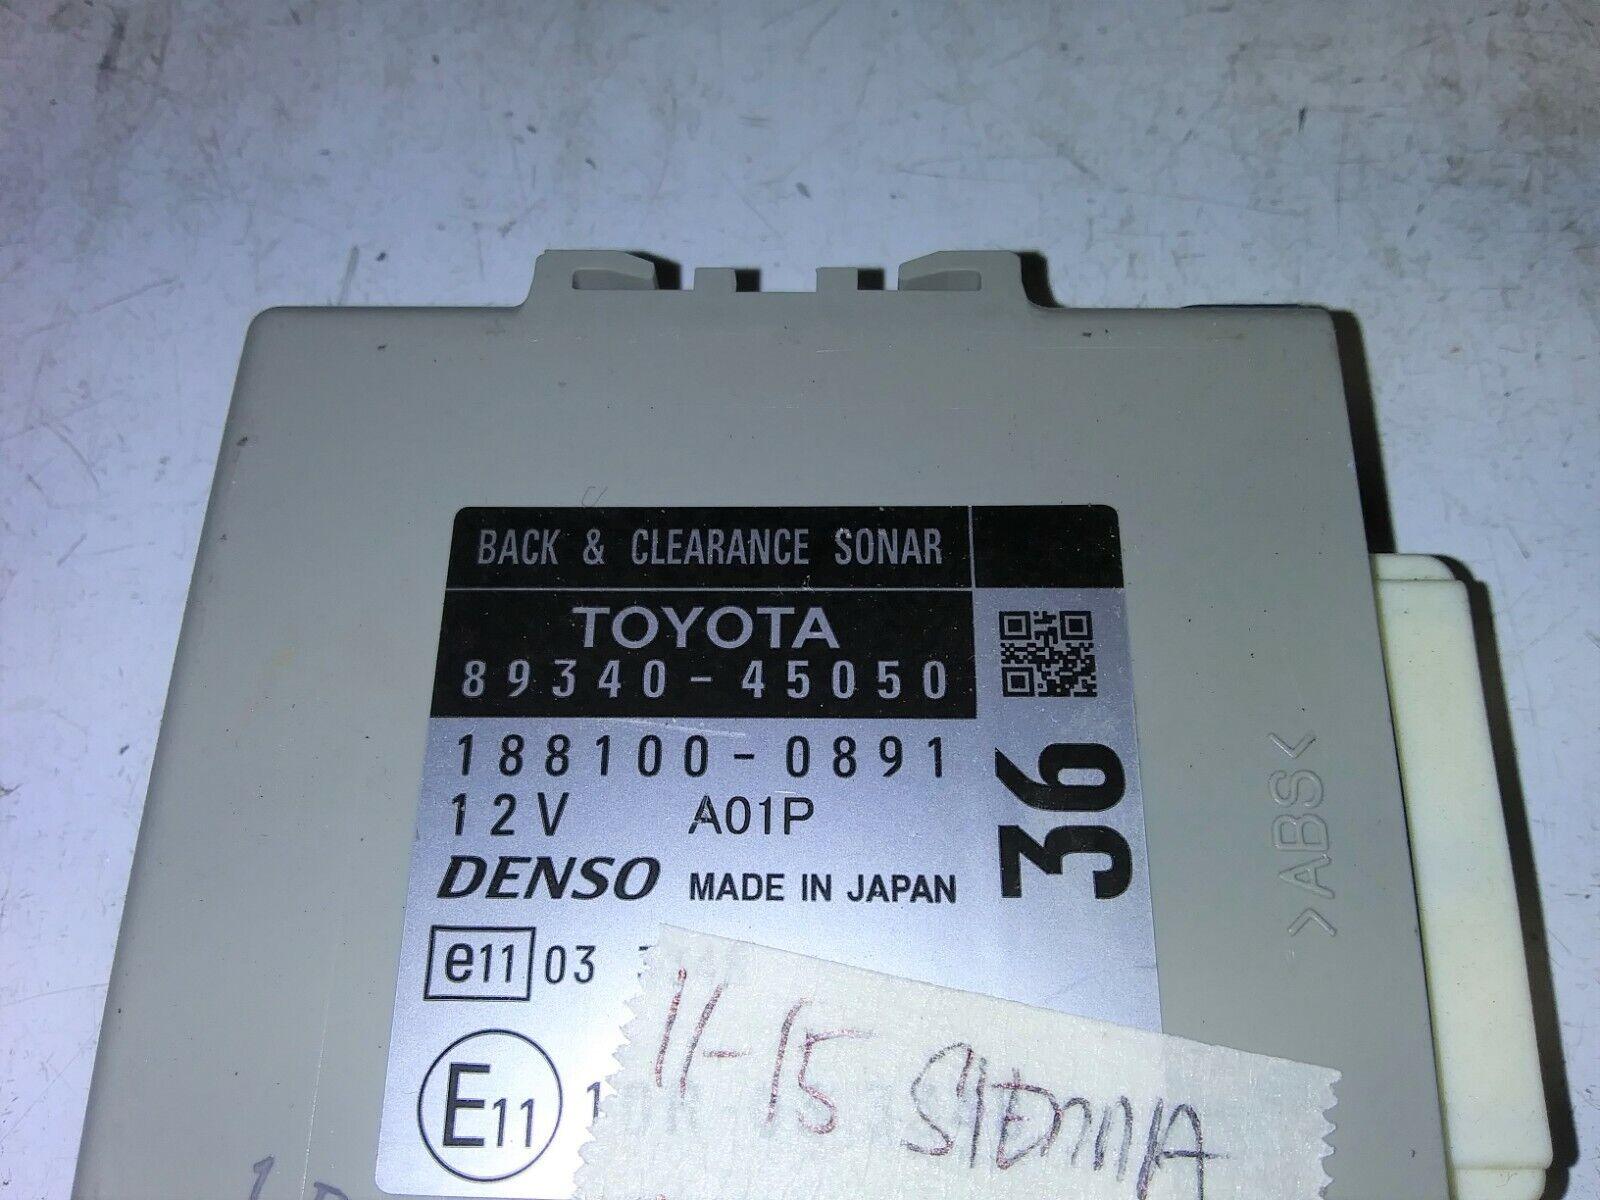 BACK & CLEARANCE SONAR
TOYOTA
89340-45050
188100-0891
12V A01P
DENSO MADE IN JAPAN
36
>ABS<
e11 03
E11
11-15 SIENNA